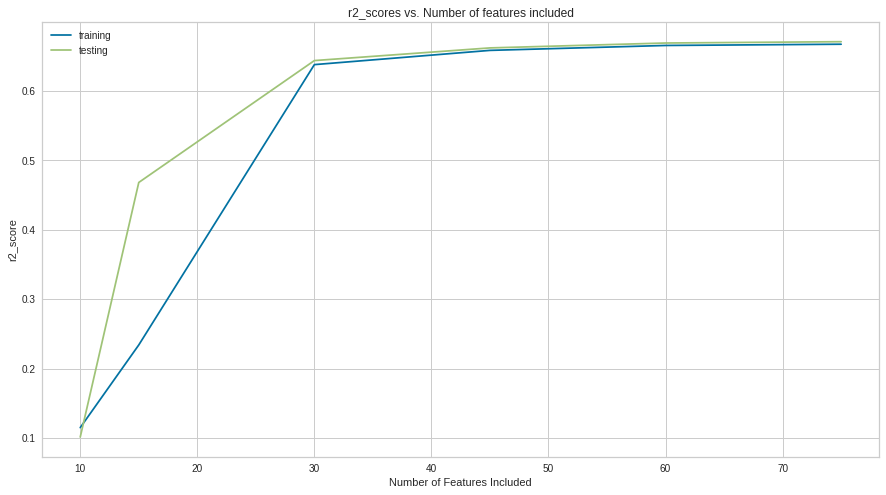 r2_scores vs. Number of features included
training
testing
0.6
0.5
0.4
0.3
0.2
0.1
r2_score
10 20 30 40 50 60 70
Number of Features Included